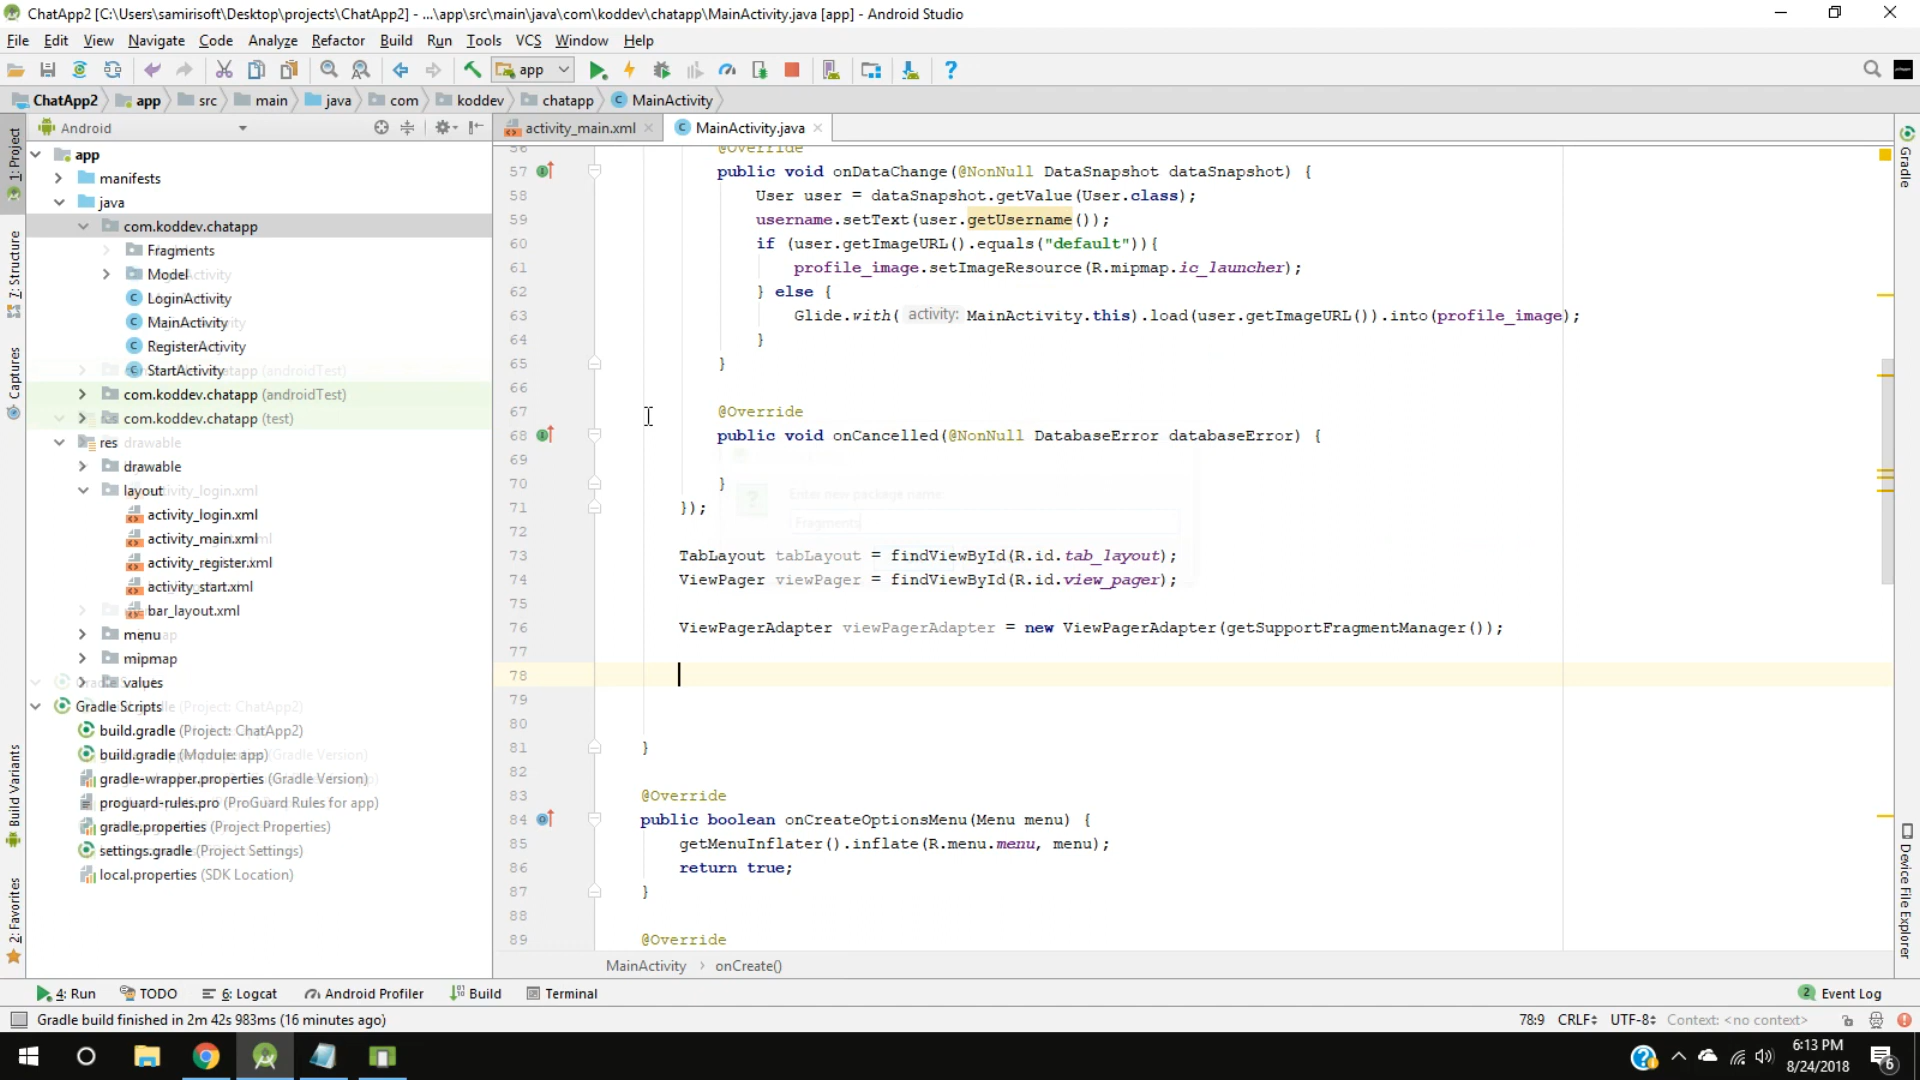 ChatApp2 [C:\Users\samirisoft\Desktop\projects\ChatApp2] - ...\app\src\main\java\com\koddev\chatapp\MainActivity.java [app] - Android Studio
File Edit View Navigate Code Analyze Refactor Build Run Tools VCS Window Help
app
ChatApp2 app src main java com koddev chatapp MainActivity
Android
activity_main.xml MainActivity.java
1: Project
7: Structure
Captures
Build Variants
2: Favorites
app
manifests
java
com.koddev.chatapp
Fragments
Model
LoginActivity
MainActivity
RegisterActivity
StartActivity
com.koddev.chatapp (androidTest)
com.koddev.chatapp (test)
res
drawable
layout
activity_login.xml
activity_main.xml
activity_register.xml
activity_start.xml
bar_layout.xml
menu
mipmap
values
Gradle Scripts
build.gradle (Project: ChatApp2)
build.gradle (Module: app)
gradle-wrapper.properties (Gradle Version)
proguard-rules.pro (ProGuard Rules for app)
gradle.properties (Project Properties)
settings.gradle (Project Settings)
local.properties (SDK Location)
56 @Override
57 public void onDataChange(@NonNull DataSnapshot dataSnapshot) {
58 User user = dataSnapshot.getValue(User.class);
59 username.setText(user.getUsername());
60 if (user.getImageURL().equals("default")){
61 profile_image.setImageResource(R.mipmap.ic_launcher);
62 } else {
63 Glide.with( activity: MainActivity.this).load(user.getImageURL()).into(profile_image);
64 }
65 }
66
67 @Override
68 public void onCancelled(@NonNull DatabaseError databaseError) {
69
70 }
71 });
72
73 TabLayout tabLayout = findViewById(R.id.tab_layout);
74 ViewPager viewPager = findViewById(R.id.view_pager);
75
76 ViewPagerAdapter viewPagerAdapter = new ViewPagerAdapter(getSupportFragmentManager());
77
78
79
80
81 }
82
83 @Override
84 public boolean onCreateOptionsMenu(Menu menu) {
85 getMenuInflater().inflate(R.menu.menu, menu);
86 return true;
87 }
88
89 @Override
Enter new package name:
Fragments
MainActivity › onCreate()
Gradle
Device File Explorer
4: Run TODO 6: Logcat Android Profiler Build Terminal 2 Event Log
Gradle build finished in 2m 42s 983ms (16 minutes ago) 78:9 CRLF UTF-8 Context: <no context>
6:13 PM
8/24/2018
6